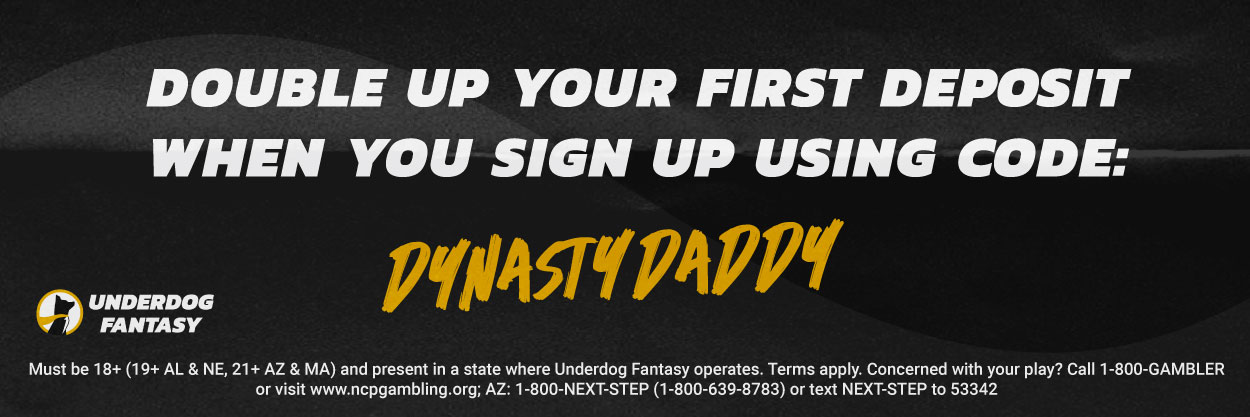 DOUBLE UP YOUR FIRST DEPOSIT
WHEN YOU SIGN UP USING CODE:
DYNASTYDADDY
UNDERDOG
FANTASY
Must be 18+ (19+ AL & NE, 21+ AZ & MA) and present in a state where Underdog Fantasy operates. Terms apply. Concerned with your play? Call 1-800-GAMBLER
or visit www.ncpgambling.org; AZ: 1-800-NEXT-STEP (1-800-639-8783) or text NEXT-STEP to 53342